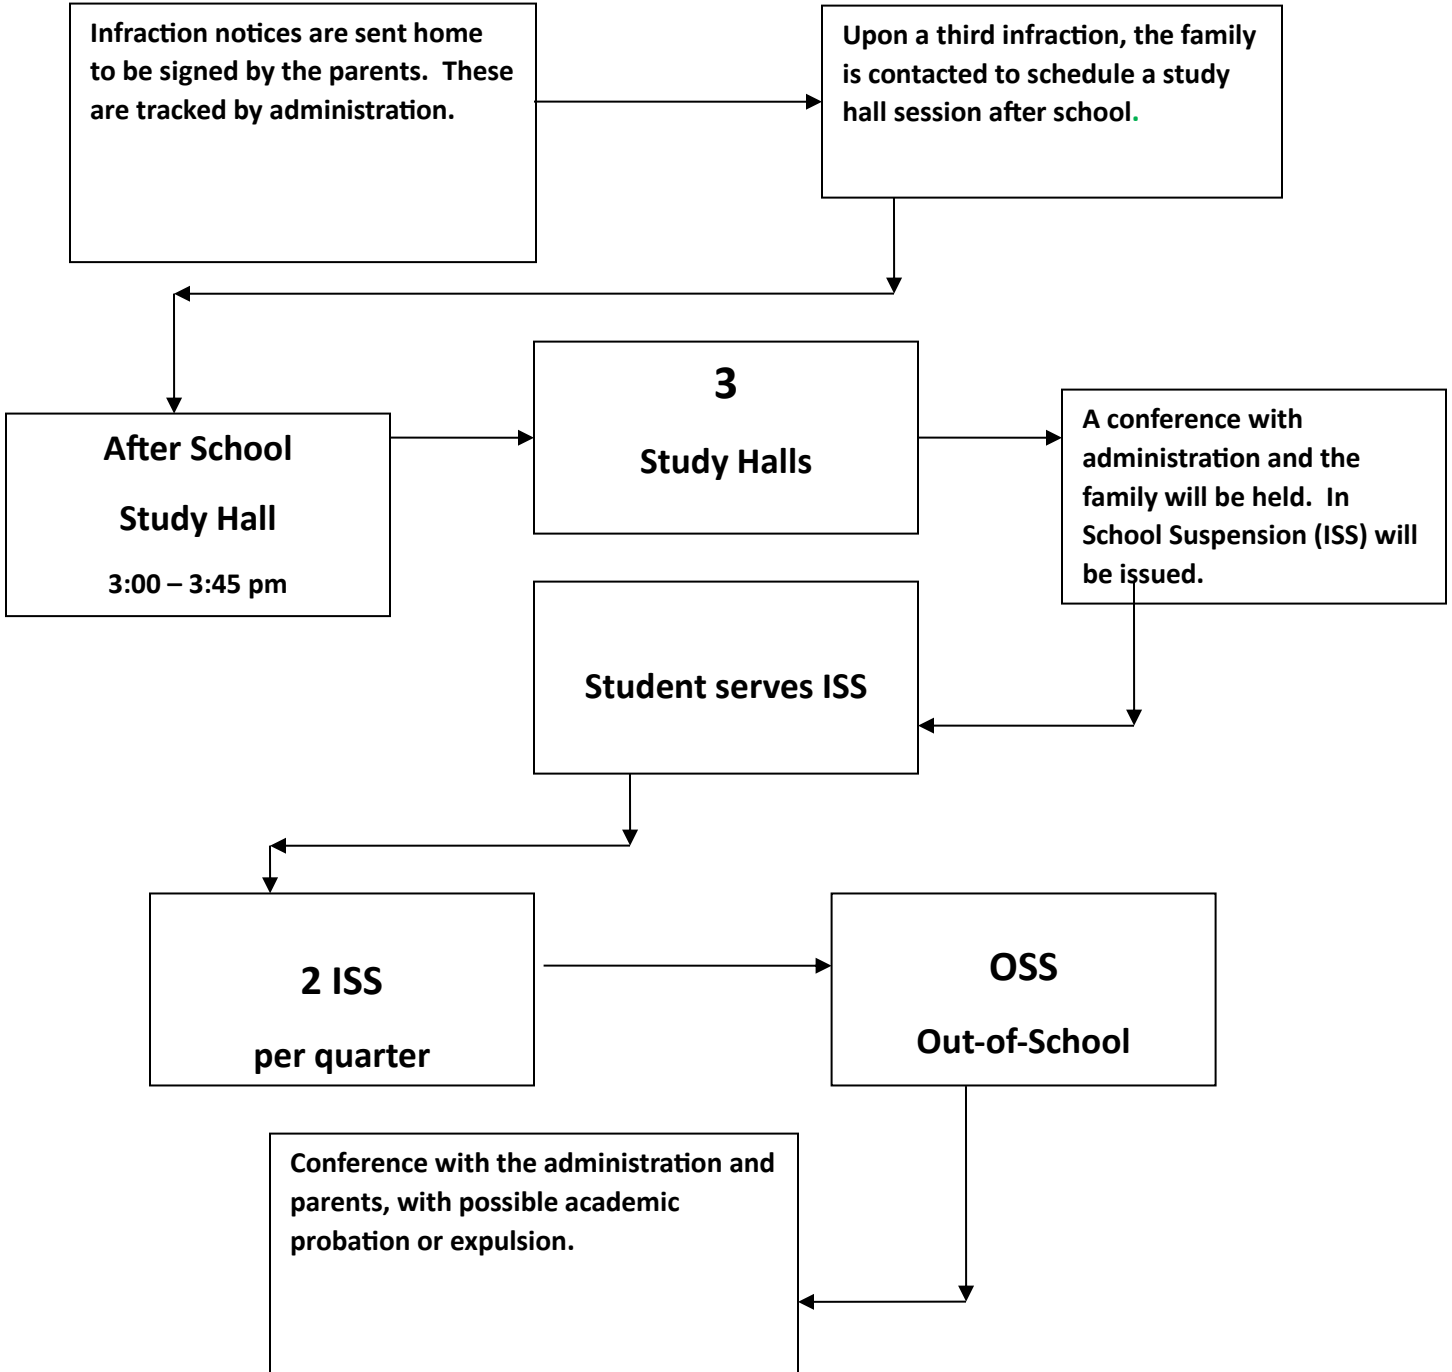 Infraction notices are sent home
to be signed by the parents.  These
are tracked by administration.
Upon a third infraction, the family
is contacted to schedule a study
hall session after school.
After School
Study Hall
3:00 – 3:45 pm
3
Study Halls
A conference with
administration and the
family will be held.  In
School Suspension (ISS) will
be issued.
Student serves ISS
2 ISS
per quarter
OSS
Out-of-School
Conference with the administration and
parents, with possible academic
probation or expulsion.